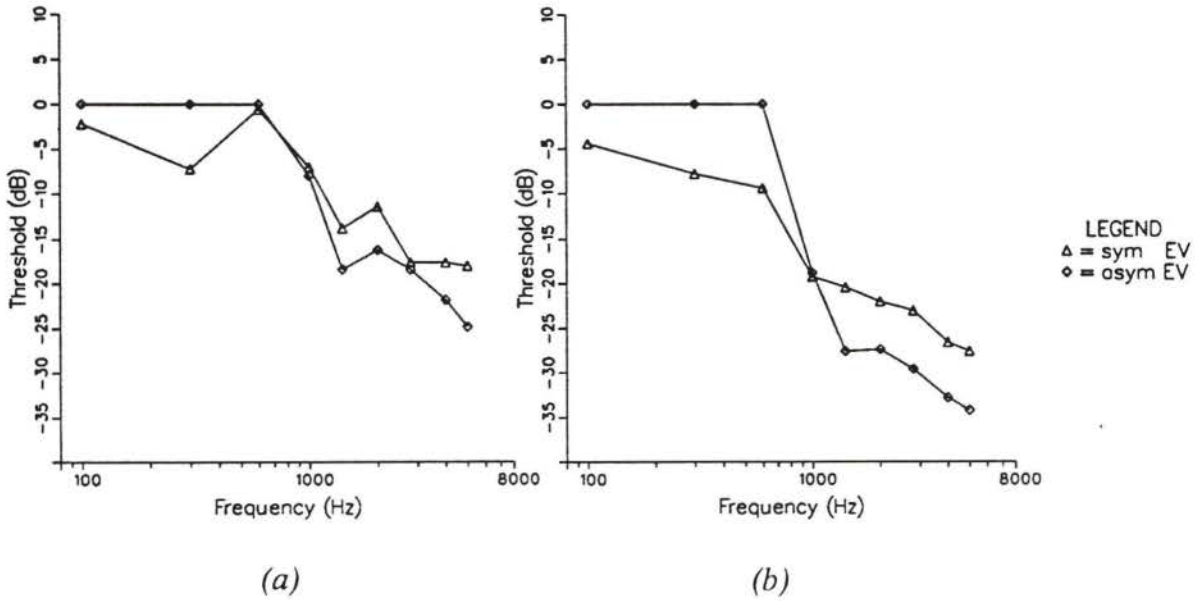 10
5
0
-5
-10
-15
-20
-25
-30
-35
Threshold (dB)
100
1000
8000
Frequency (Hz)
(a)
10
5
0
-5
-10
-15
-20
-25
-30
-35
Threshold (dB)
100
1000
8000
Frequency (Hz)
(b)
LEGEND
△ = sym EV
◇ = asym EV